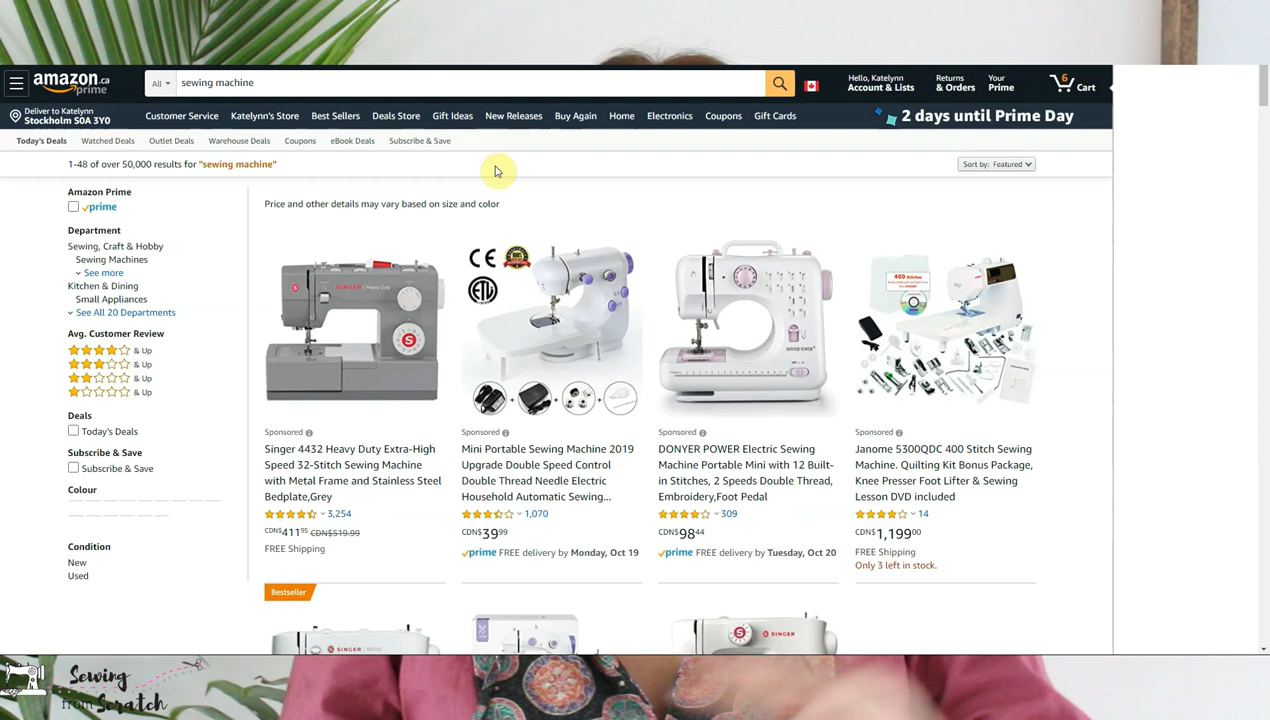 amazon.ca
prime
All
sewing machine
Hello, Katelynn
Account & Lists
Returns
& Orders
Your
Prime
6
Cart
Deliver to Katelynn
Stockholm S0A 3Y0
Customer Service
Katelynn's Store
Best Sellers
Deals Store
Gift Ideas
New Releases
Buy Again
Home
Electronics
Coupons
Gift Cards
2 days until Prime Day
Today's Deals
Watched Deals
Outlet Deals
Warehouse Deals
Coupons
eBook Deals
Subscribe & Save
1-48 of over 50,000 results for "sewing machine"
Sort by: Featured
Amazon Prime
prime
Department
Sewing, Craft & Hobby
Sewing Machines
See more
Kitchen & Dining
Small Appliances
See All 20 Departments
Avg. Customer Review
& Up
& Up
& Up
& Up
Deals
Today's Deals
Subscribe & Save
Subscribe & Save
Colour
Condition
New
Used
Price and other details may vary based on size and color
SINGER Heavy Duty
S
Sponsored
Singer 4432 Heavy Duty Extra-High
Speed 32-Stitch Sewing Machine
with Metal Frame and Stainless Steel
Bedplate,Grey
3,254
CDN$ 411 95 CDN$519.99
FREE Shipping
CE
ETL
Sponsored
Mini Portable Sewing Machine 2019
Upgrade Double Speed Control
Double Thread Needle Electric
Household Automatic Sewing...
1,070
CDN$ 39 99
prime FREE delivery by Monday, Oct 19
DONYER POWER
Sponsored
DONYER POWER Electric Sewing
Machine Portable Mini with 12 Built-
in Stitches, 2 Speeds Double Thread,
Embroidery,Foot Pedal
309
CDN$ 98 44
prime FREE delivery by Tuesday, Oct 20
400 Stitches
Sponsored
Janome 5300QDC 400 Stitch Sewing
Machine. Quilting Kit Bonus Package,
Knee Presser Foot Lifter & Sewing
Lesson DVD included
14
CDN$ 1,199 00
FREE Shipping
Only 3 left in stock.
Bestseller
SINGER
S
SINGER
Sewing
from
Scratch